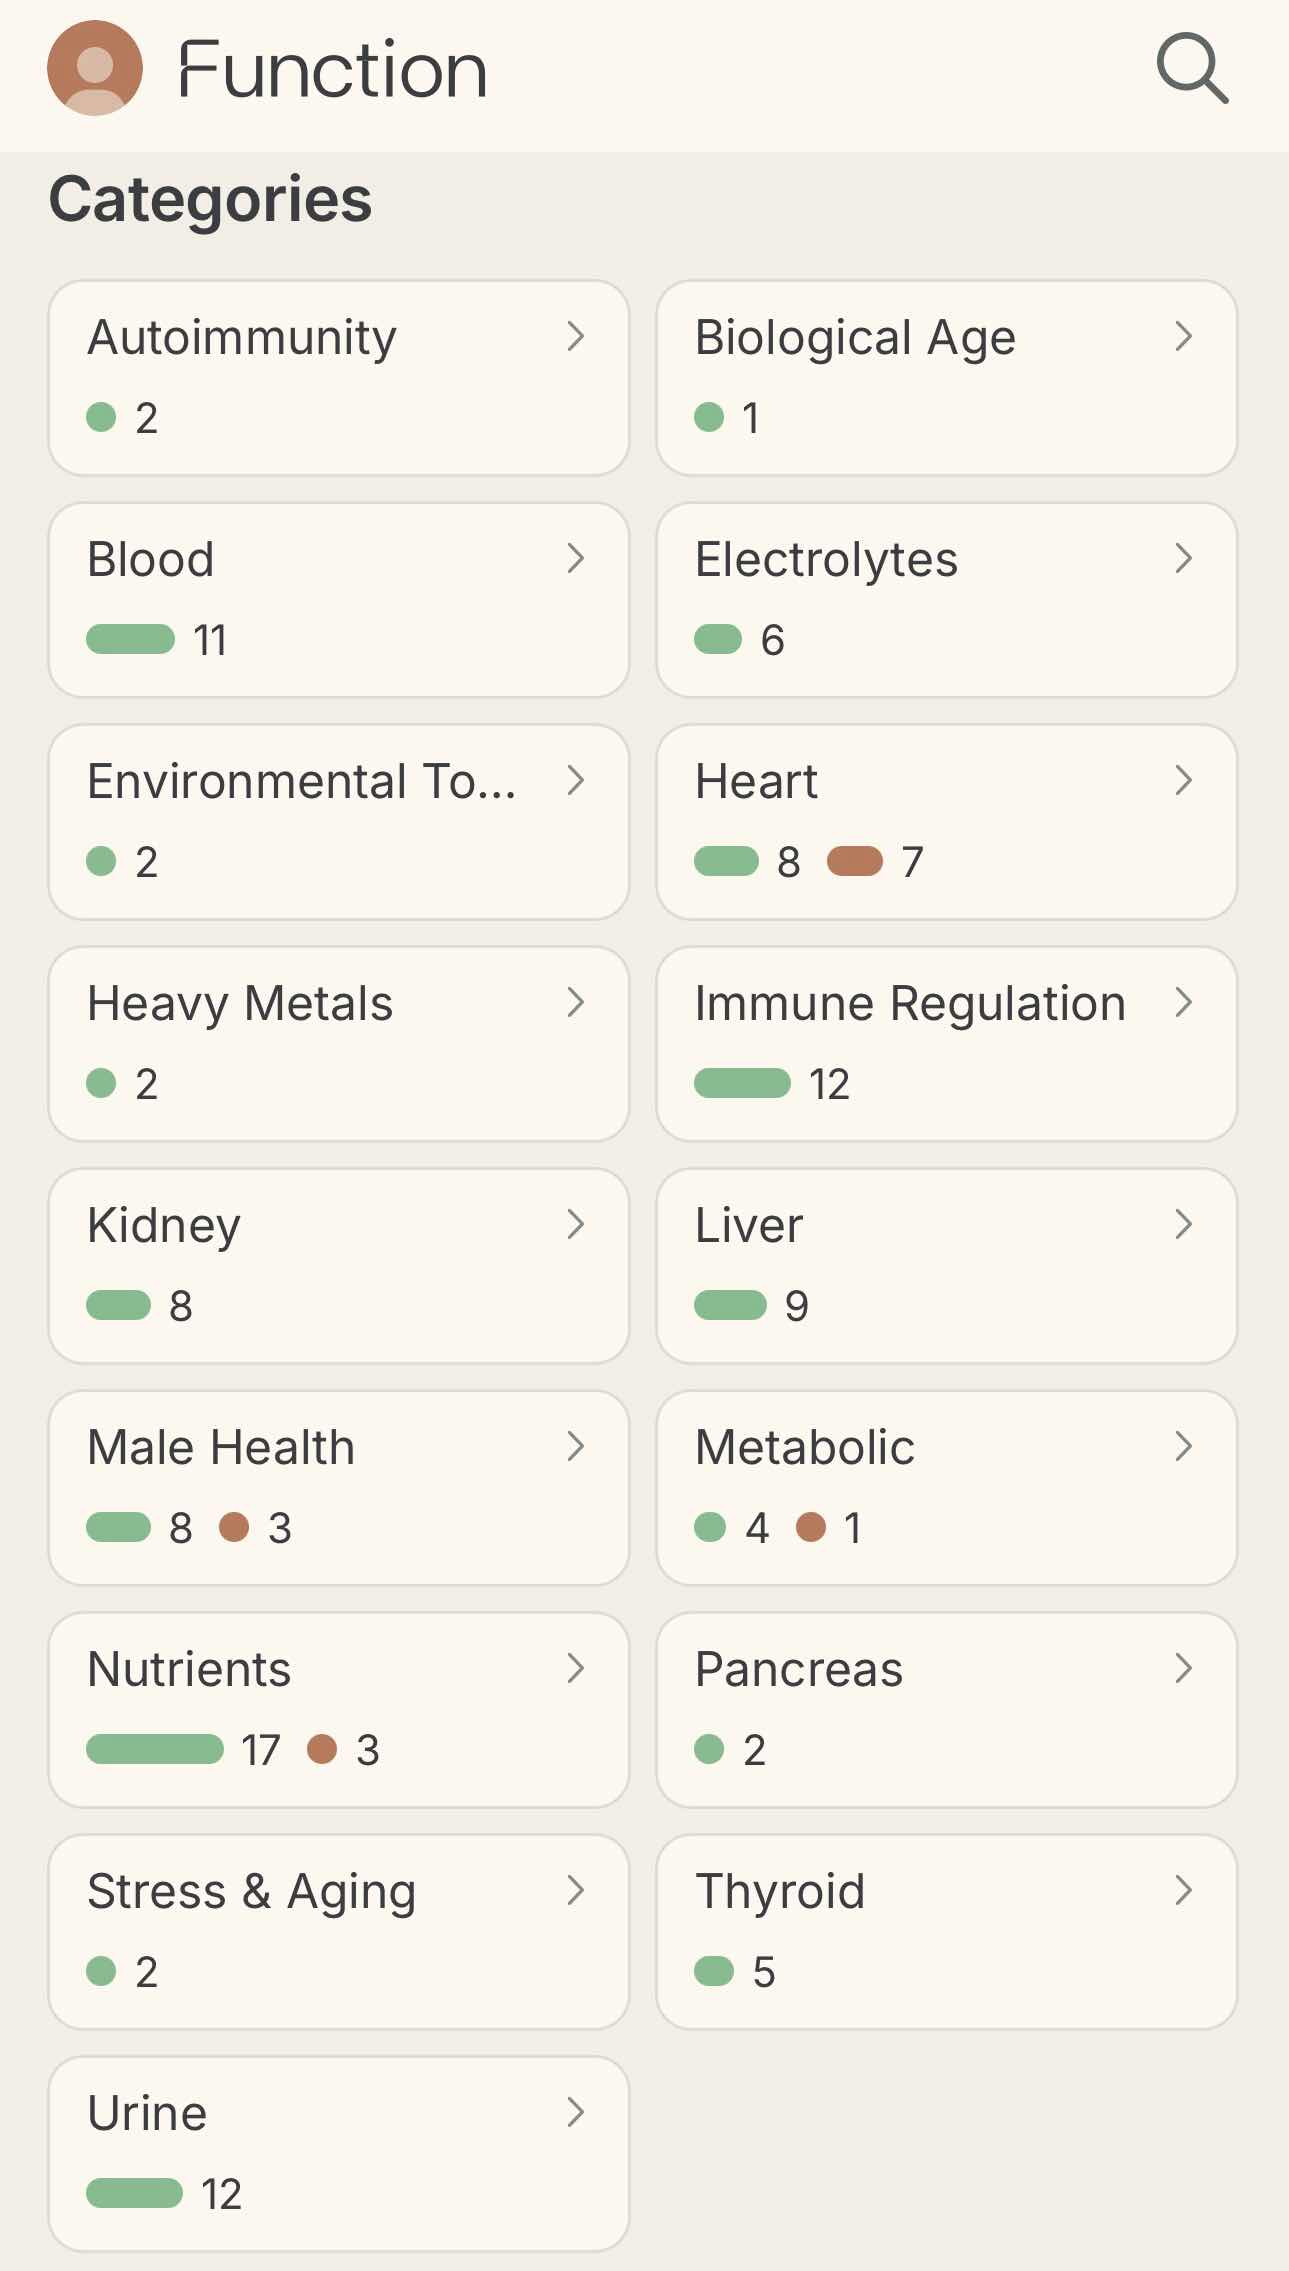 Function
Categories
Autoimmunity
2
Biological Age
1
Blood
11
Electrolytes
6
Environmental To...
2
Heart
8 7
Heavy Metals
2
Immune Regulation
12
Kidney
8
Liver
9
Male Health
8 3
Metabolic
4 1
Nutrients
17 3
Pancreas
2
Stress & Aging
2
Thyroid
5
Urine
12